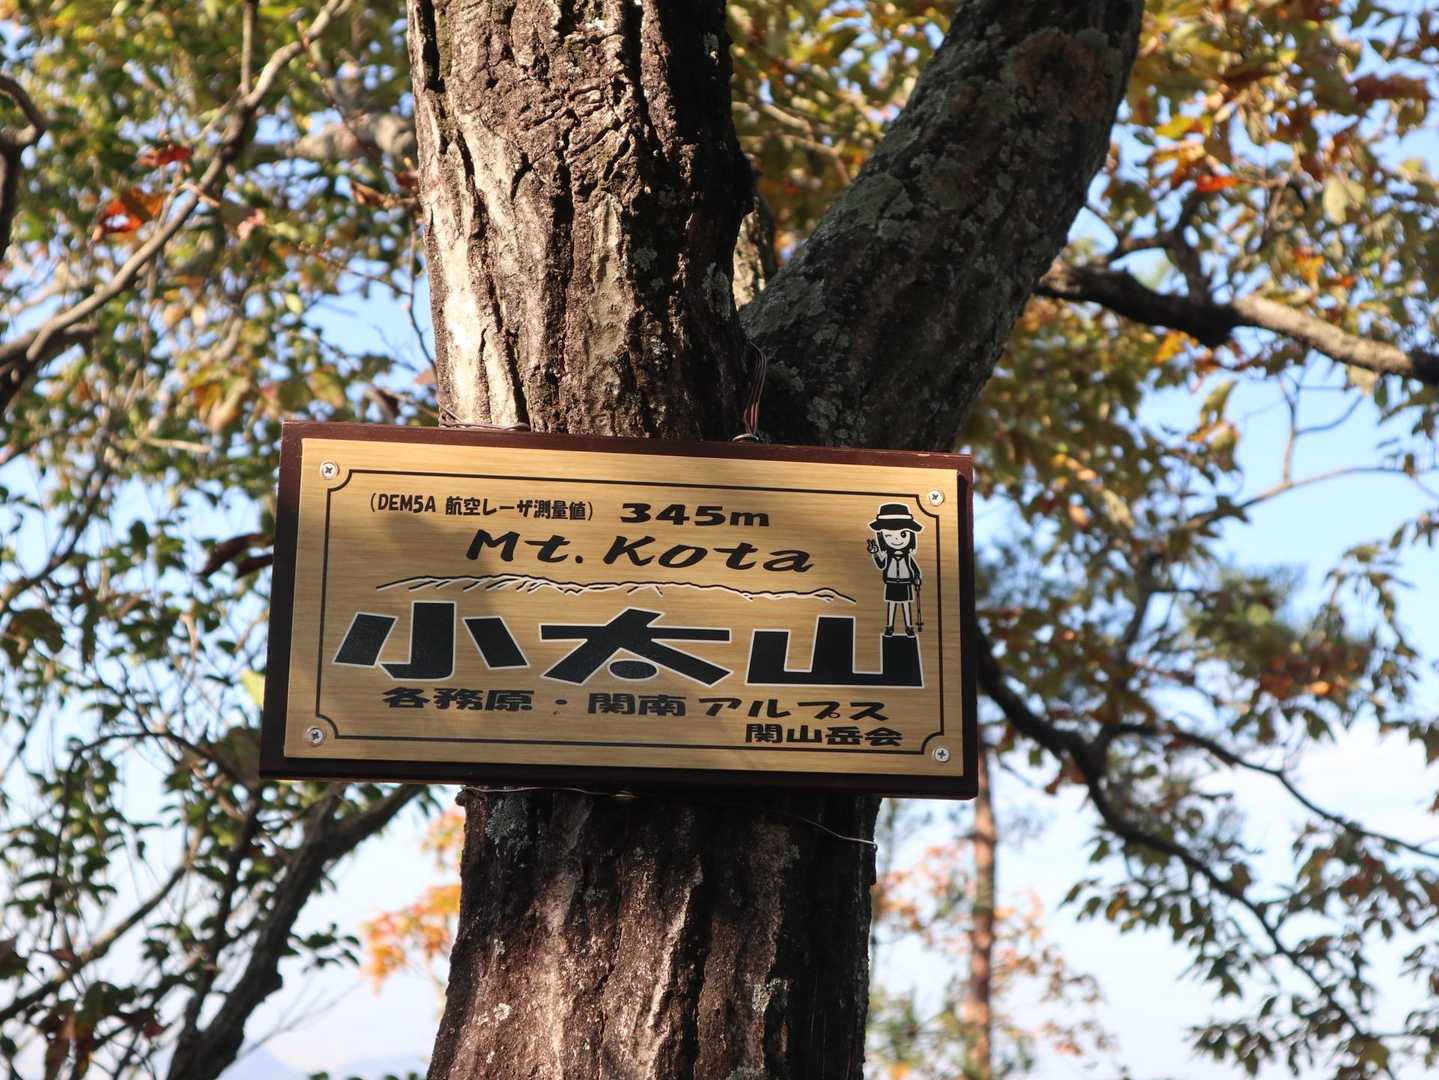 (DEM5A 航空レーザ測量値) 345m
Mt. Kota
小太山
各務原・関南アルプス
関山岳会